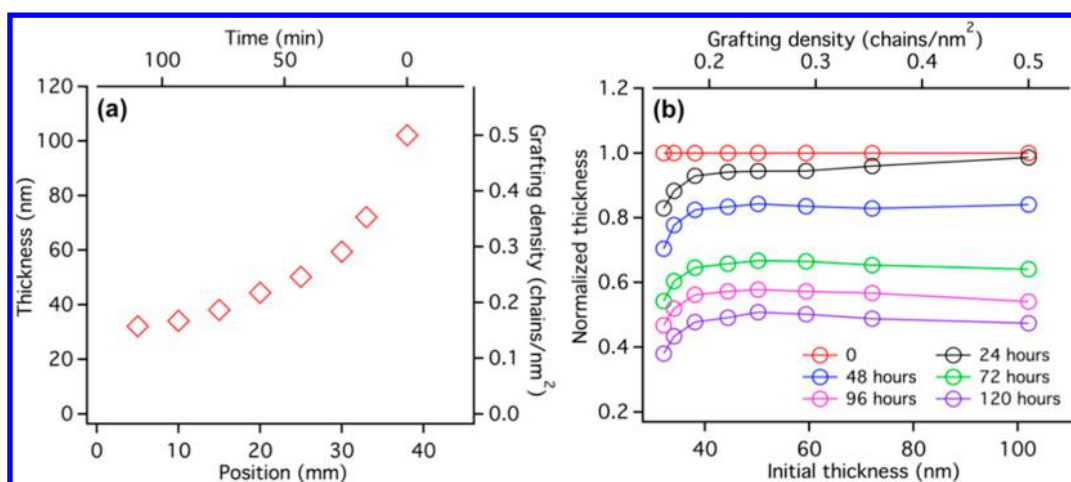 Time (min)
100 50 0
(a)
Thickness (nm)
120
100
80
60
40
20
0
0.5
0.4
0.3
0.2
0.1
0.0
Grafting density (chains/nm²)
0 10 20 30 40
Position (mm)
Grafting density (chains/nm²)
0.2 0.3 0.4 0.5
(b)
Normalized thickness
1.2
1.0
0.8
0.6
0.4
0.2
0 24 hours
48 hours 72 hours
96 hours 120 hours
40 60 80 100
Initial thickness (nm)